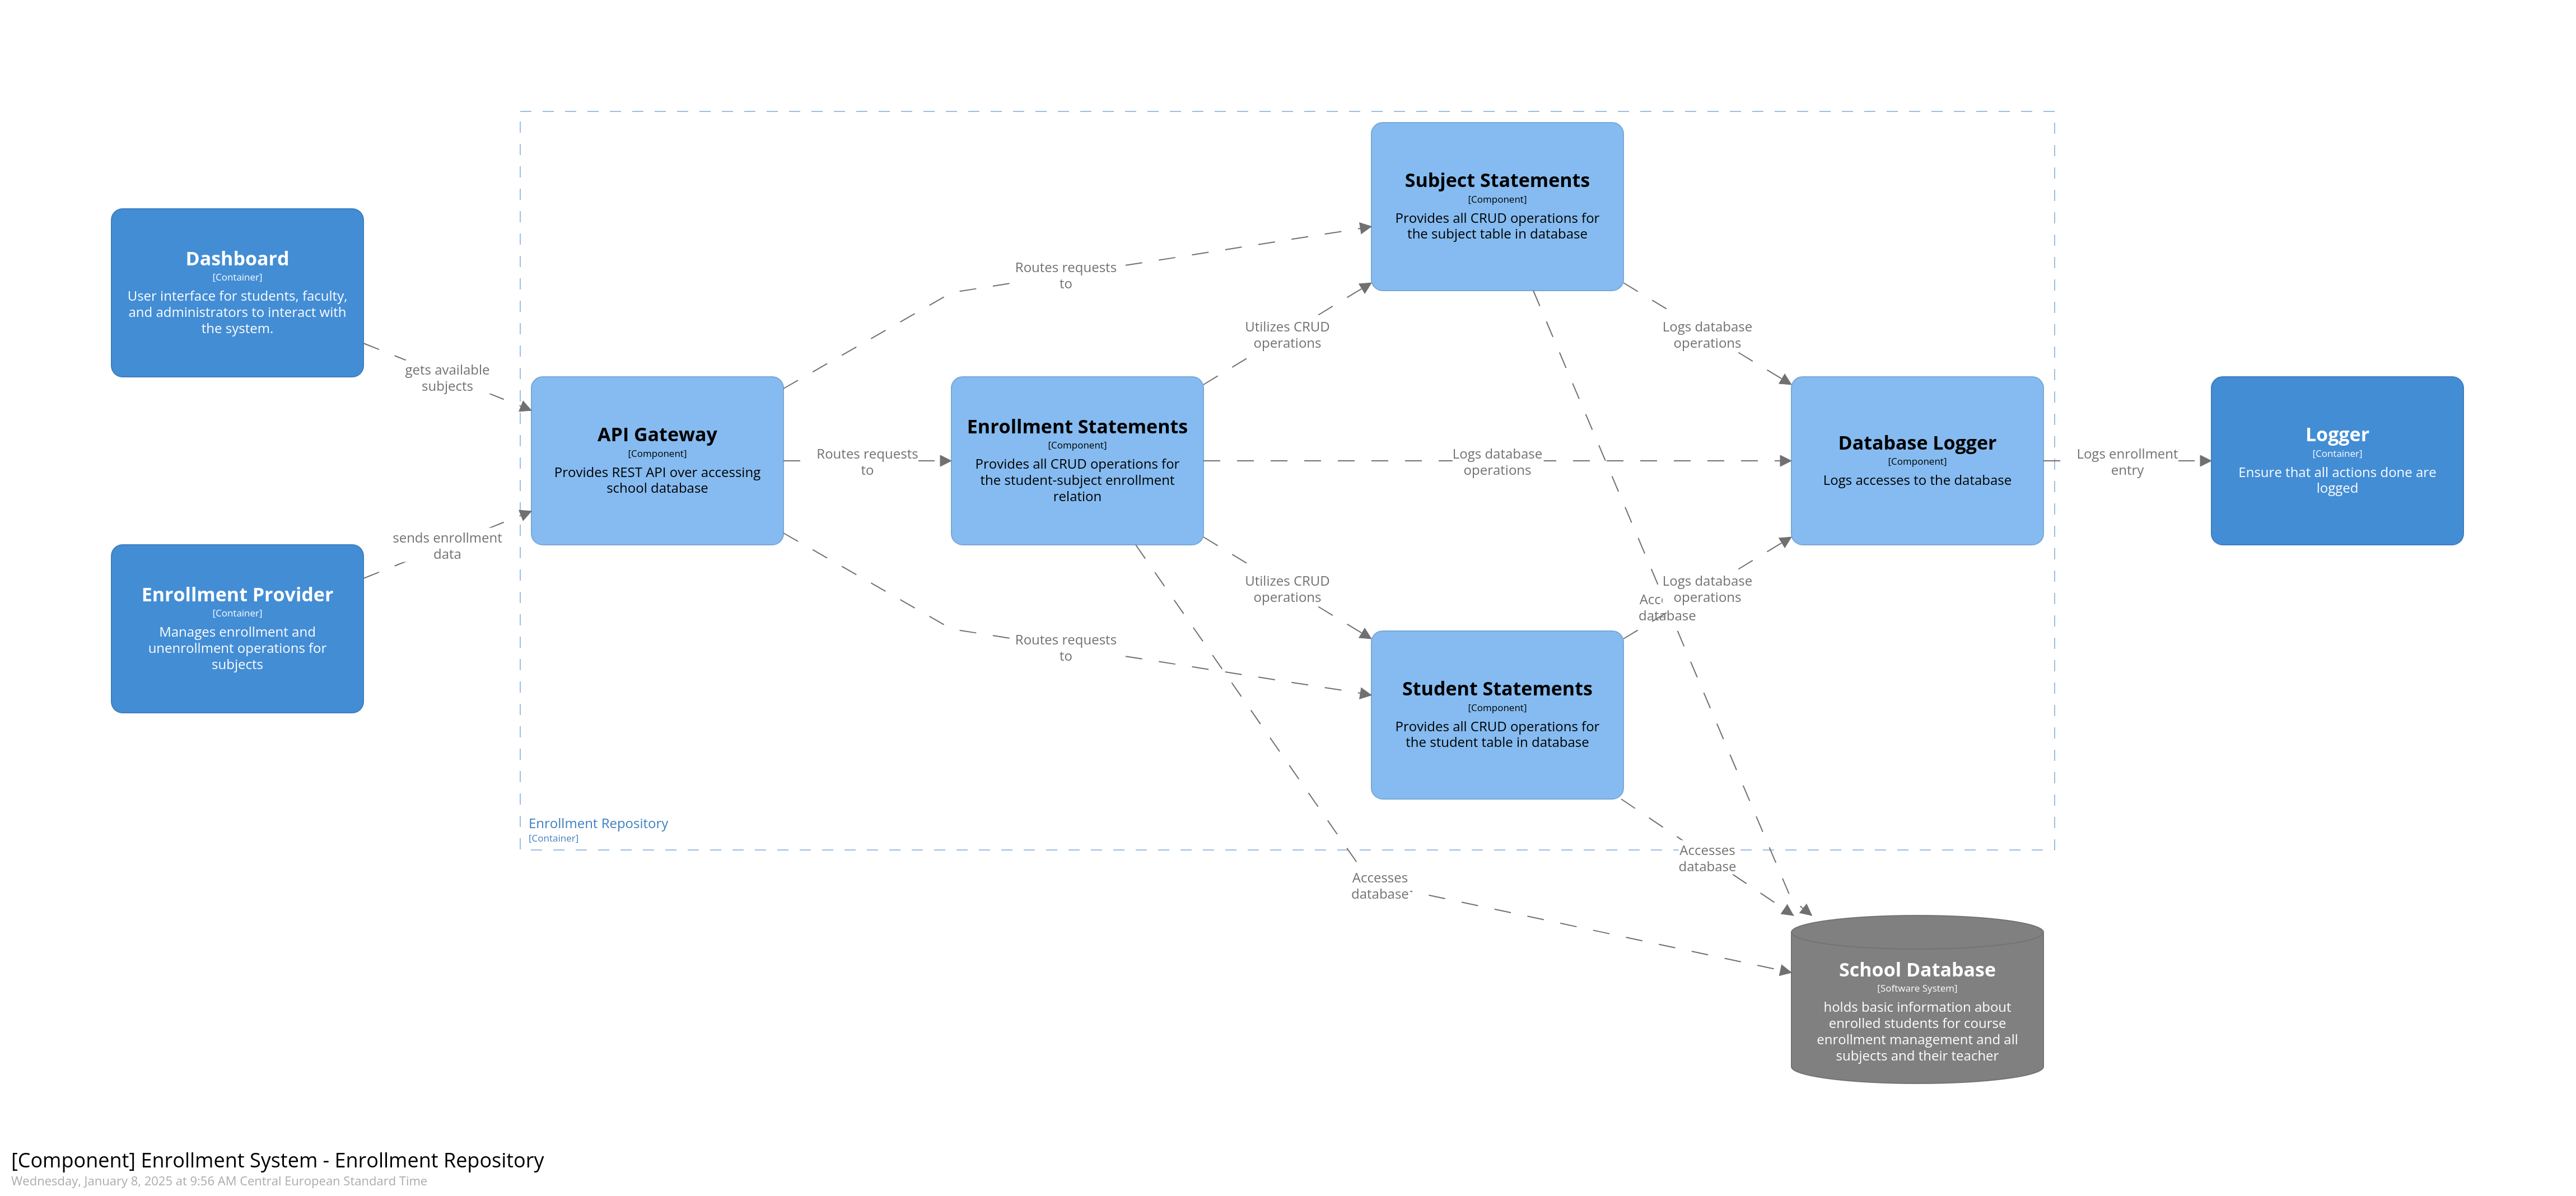 Subject Statements
[Component]
Provides all CRUD operations for
the subject table in database
Dashboard
[Container]
User interface for students, faculty,
and administrators to interact with
the system.
Routes requests
to
Utilizes CRUD
operations
Logs database
operations
gets available
subjects
API Gateway
[Component]
Provides REST API over accessing
school database
Routes requests
to
Enrollment Statements
[Component]
Provides all CRUD operations for
the student-subject enrollment
relation
Logs database
operations
Database Logger
[Component]
Logs accesses to the database
Logs enrollment
entry
Logger
[Container]
Ensure that all actions done are
logged
sends enrollment
data
Enrollment Provider
[Container]
Manages enrollment and
unenrollment operations for
subjects
Utilizes CRUD
operations
Logs database
operations
database
Routes requests
to
Student Statements
[Component]
Provides all CRUD operations for
the student table in database
Enrollment Repository
[Container]
Accesses
database
Accesses
database
School Database
[Software System]
holds basic information about
enrolled students for course
enrollment management and all
subjects and their teacher
[Component] Enrollment System - Enrollment Repository
Wednesday, January 8, 2025 at 9:56 AM Central European Standard Time